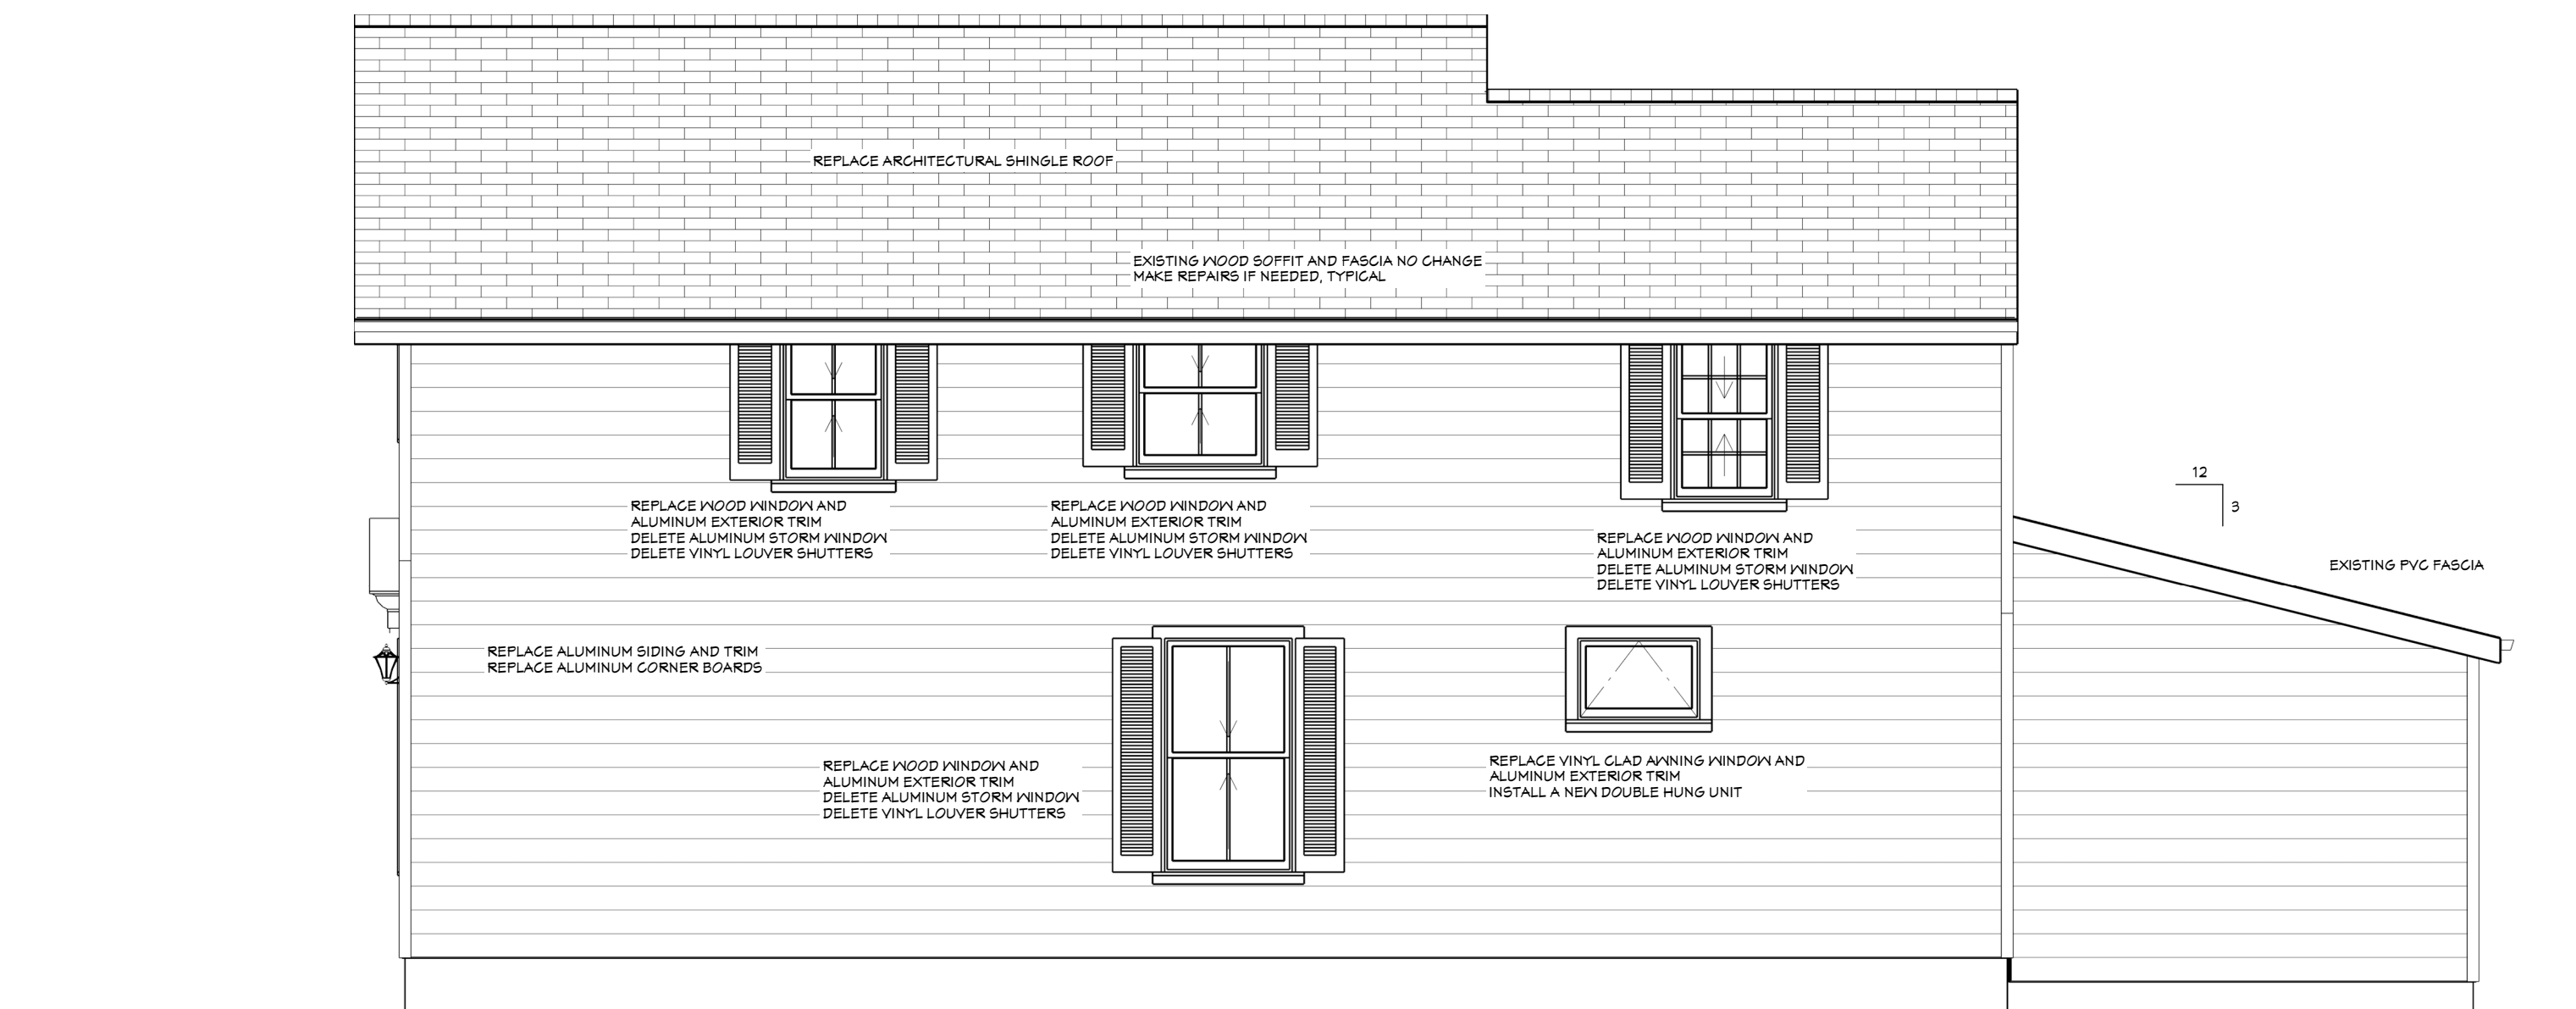 REPLACE ARCHITECTURAL SHINGLE ROOF
EXISTING WOOD SOFFIT AND FASCIA NO CHANGE
MAKE REPAIRS IF NEEDED, TYPICAL
12
3
REPLACE WOOD WINDOW AND
ALUMINUM EXTERIOR TRIM
DELETE ALUMINUM STORM WINDOW
DELETE VINYL LOUVER SHUTTERS
REPLACE WOOD WINDOW AND
ALUMINUM EXTERIOR TRIM
DELETE ALUMINUM STORM WINDOW
DELETE VINYL LOUVER SHUTTERS
REPLACE WOOD WINDOW AND
ALUMINUM EXTERIOR TRIM
DELETE ALUMINUM STORM WINDOW
DELETE VINYL LOUVER SHUTTERS
EXISTING PVC FASCIA
REPLACE ALUMINUM SIDING AND TRIM
REPLACE ALUMINUM CORNER BOARDS
REPLACE WOOD WINDOW AND
ALUMINUM EXTERIOR TRIM
DELETE ALUMINUM STORM WINDOW
DELETE VINYL LOUVER SHUTTERS
REPLACE VINYL CLAD AWNING WINDOW AND
ALUMINUM EXTERIOR TRIM
INSTALL A NEW DOUBLE HUNG UNIT